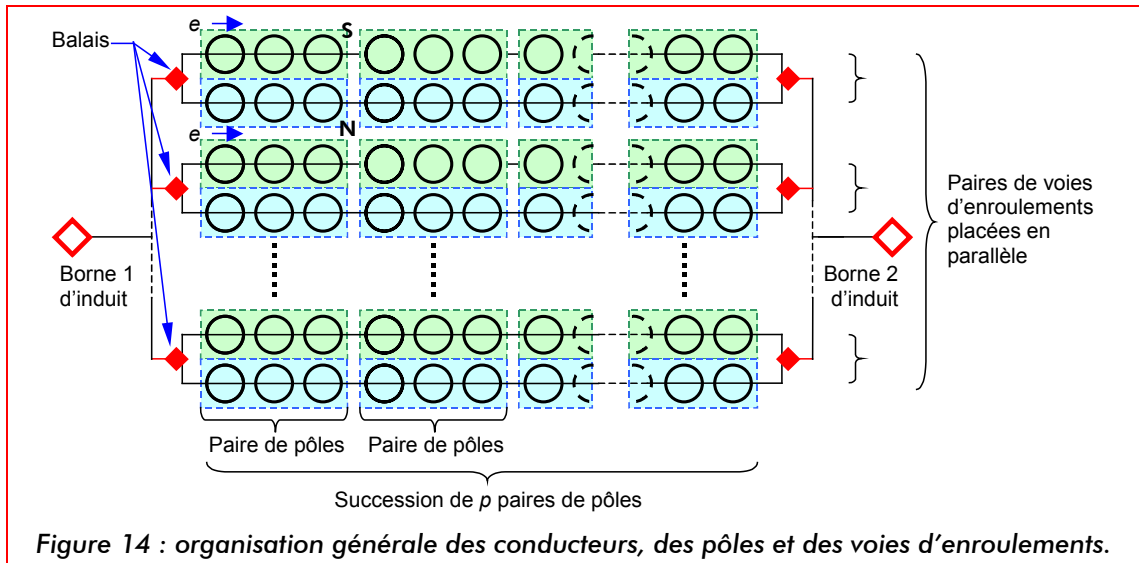 e
S
Balais
N
e
Paires de voies
d'enroulements
placées en
parallèle
Borne 1
d'induit
Borne 2
d'induit
Paire de pôles
Paire de pôles
Succession de p paires de pôles
Figure 14 : organisation générale des conducteurs, des pôles et des voies d'enroulements.